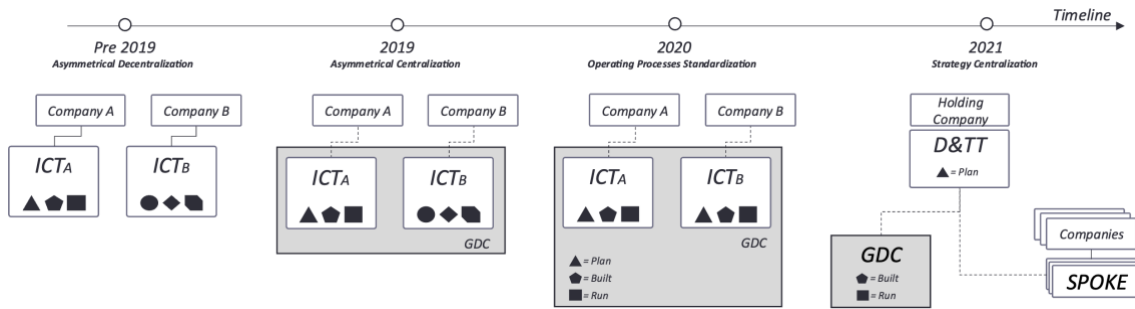 Timeline
Pre 2019
Asymmetrical Decentralization
2019
Asymmetrical Centralization
2020
Operating Processes Standardization
2021
Strategy Centralization
Company A
Company B
ICTA
ICTB
Company A
Company B
ICTA
ICTB
GDC
Company A
Company B
ICTA
ICTB
GDC
= Plan
= Built
= Run
Holding
Company
D&TT
= Plan
GDC
= Built
= Run
Companies
SPOKE